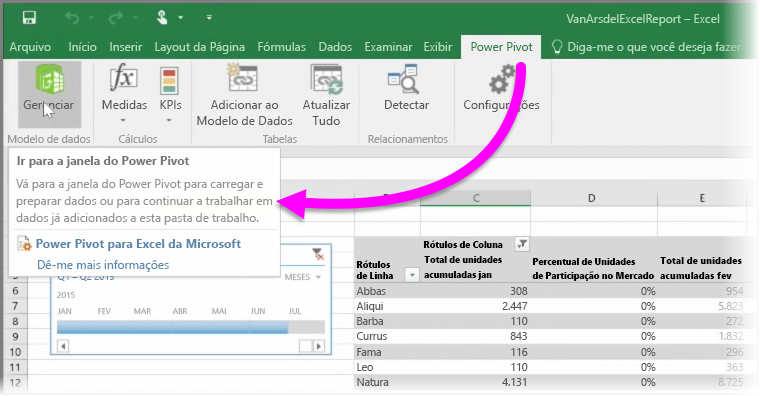 VanArsdelExcelReport – Excel
Arquivo Início Inserir Layout da Página Fórmulas Dados Examinar Exibir Power Pivot Diga-me o que você deseja fazer
Gerenciar Medidas KPIs Adicionar ao Modelo de Dados Atualizar Tudo Detectar Configurações
Modelo de dados Cálculos Tabelas Relacionamentos
Ir para a janela do Power Pivot
Vá para a janela do Power Pivot para carregar e
preparar dados ou para continuar a trabalhar em
dados já adicionados a esta pasta de trabalho.
Power Pivot para Excel da Microsoft
Dê-me mais informações
C D E
Q1 – Q2 2015 MESES
2015
JAN FEV MAR ABR MAI JUN JUL
Rótulos de Coluna
Rótulos de Linha Total de unidades acumuladas jan Percentual de Unidades de Participação no Mercado Total de unidades acumuladas fev
6 Abbas 308 0% 954
7 Aliqui 2.447 0% 5.823
8 Barba 110 0% 272
9 Currus 843 0% 1.832
10 Fama 116 0% 296
11 Leo 110 0% 363
12 Natura 4.131 0% 8.725